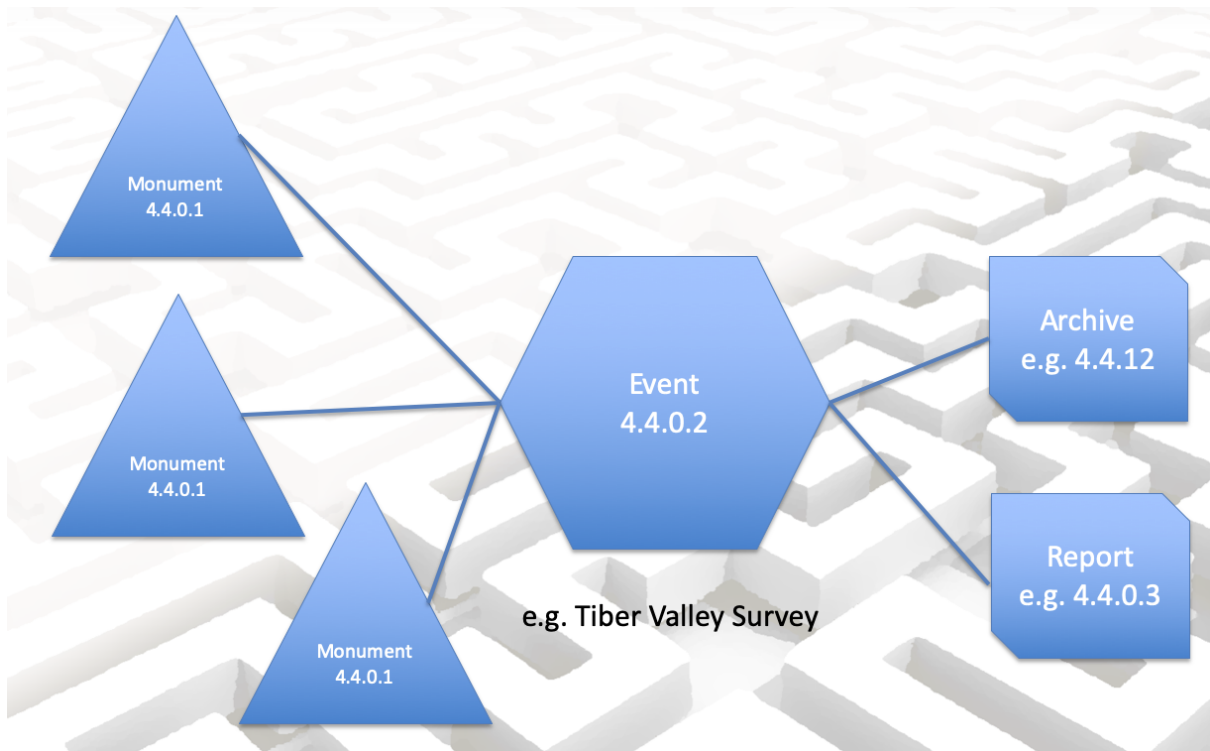 Monument
4.4.0.1
Monument
4.4.0.1
Monument
4.4.0.1
Event
4.4.0.2
e.g. Tiber Valley Survey
Archive
e.g. 4.4.12
Report
e.g. 4.4.0.3